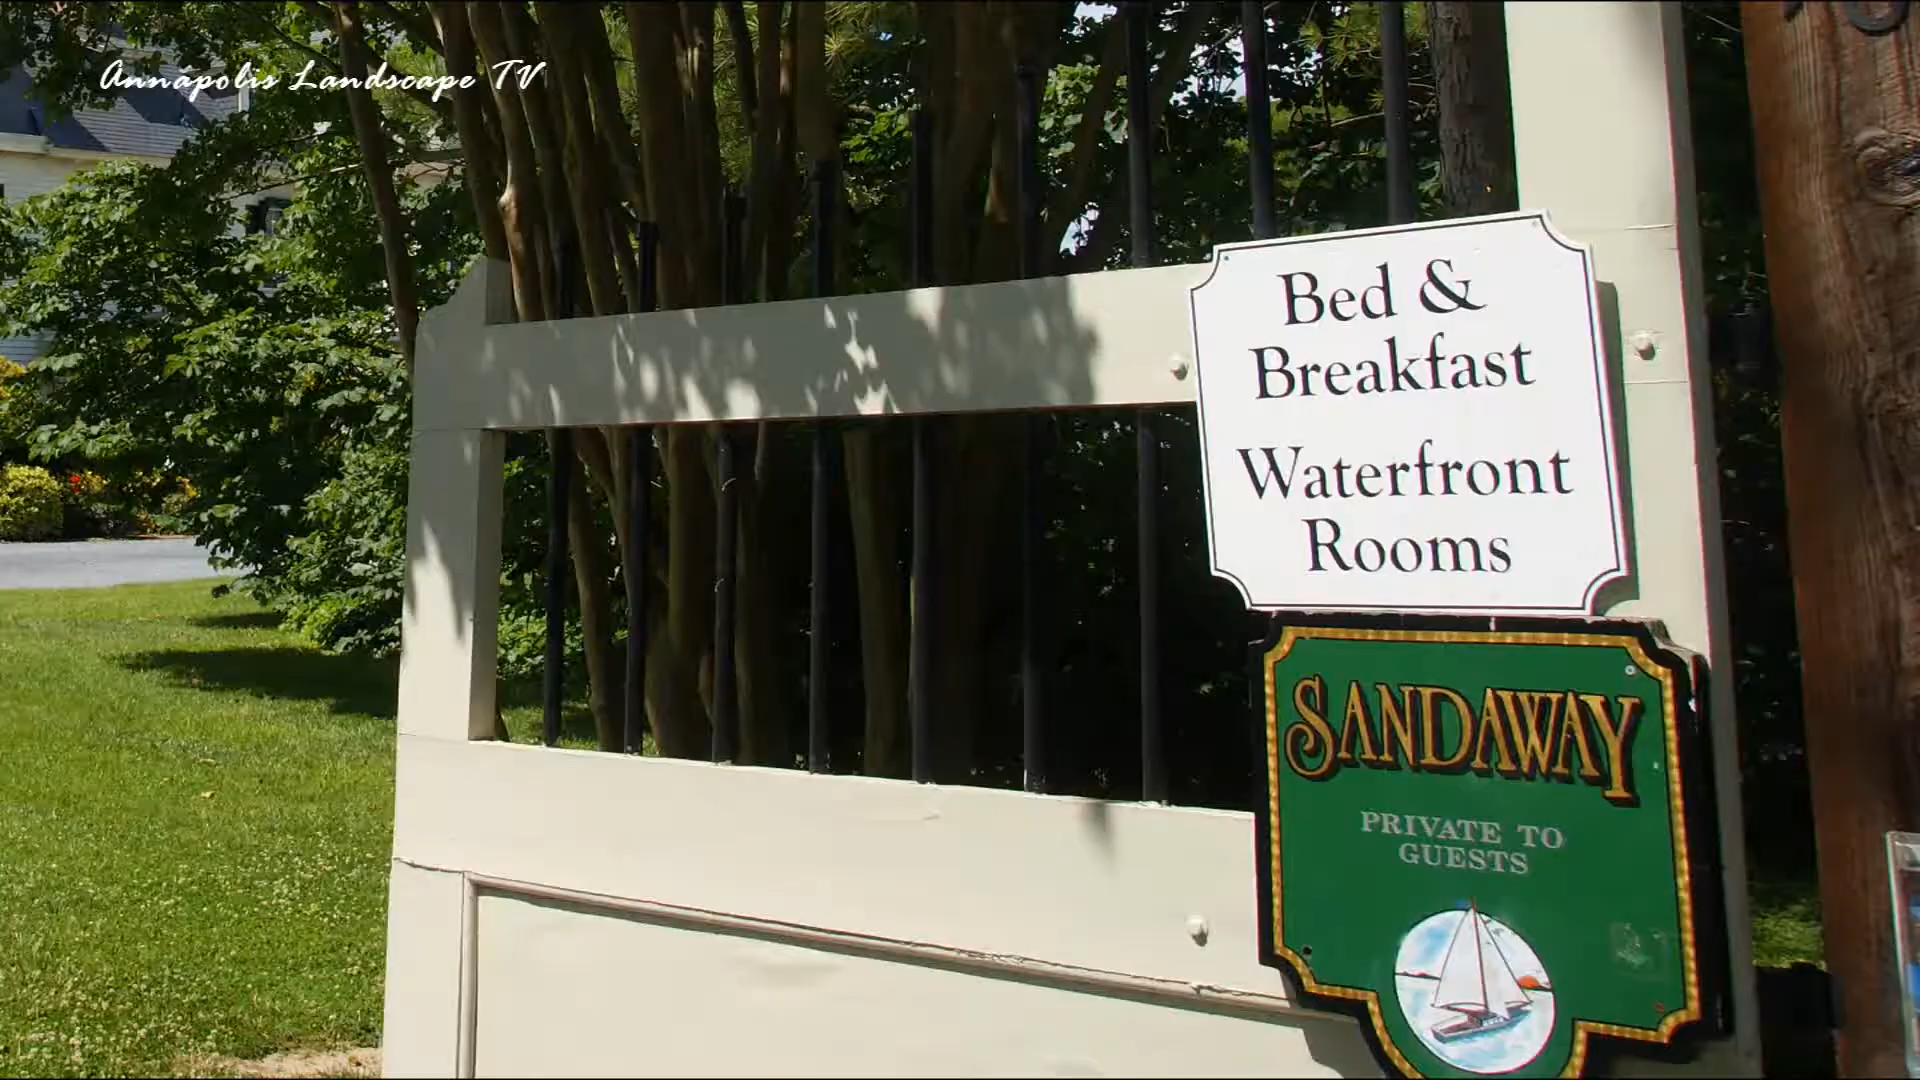 Annapolis Landscape TV
Bed &
Breakfast
Waterfront
Rooms
SANDAWAY
PRIVATE TO
GUESTS